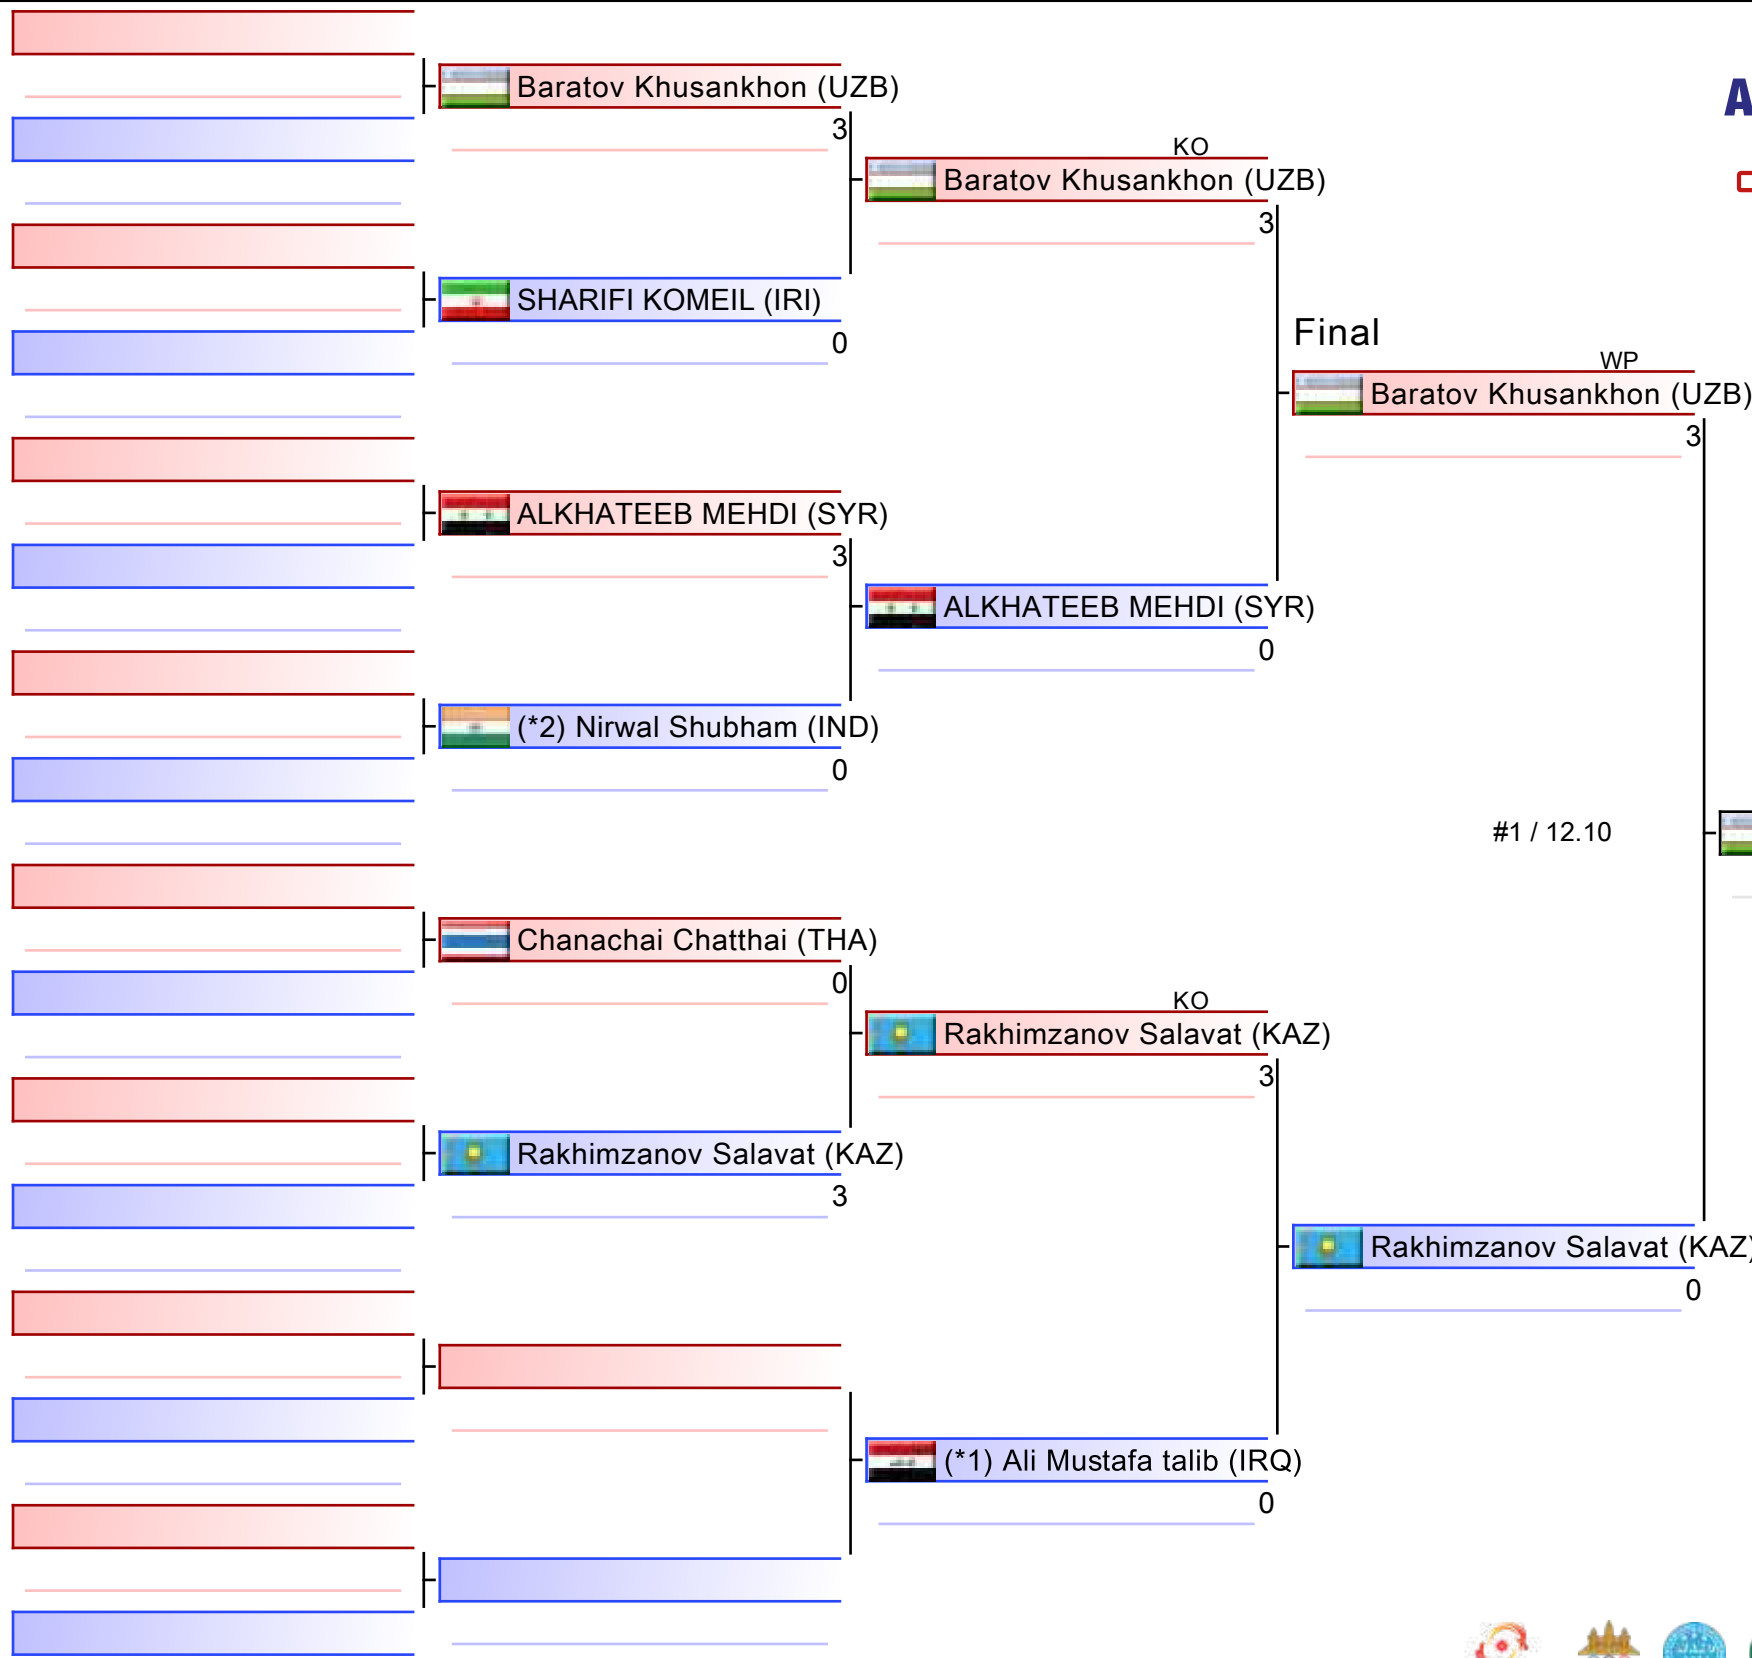 Baratov Khusankhon (UZB)
3
SHARIFI KOMEIL (IRI)
0
ALKHATEEB MEHDI (SYR)
3
(*2) Nirwal Shubham (IND)
0
Chanachai Chatthai (THA)
0
Rakhimzanov Salavat (KAZ)
3
KO
Baratov Khusankhon (UZB)
3
ALKHATEEB MEHDI (SYR)
0
KO
Rakhimzanov Salavat (KAZ)
3
(*1) Ali Mustafa talib (IRQ)
0
Final
WP
Baratov Khusankhon (UZB)
3
#1 / 12.10
Rakhimzanov Salavat (KAZ)
0
A